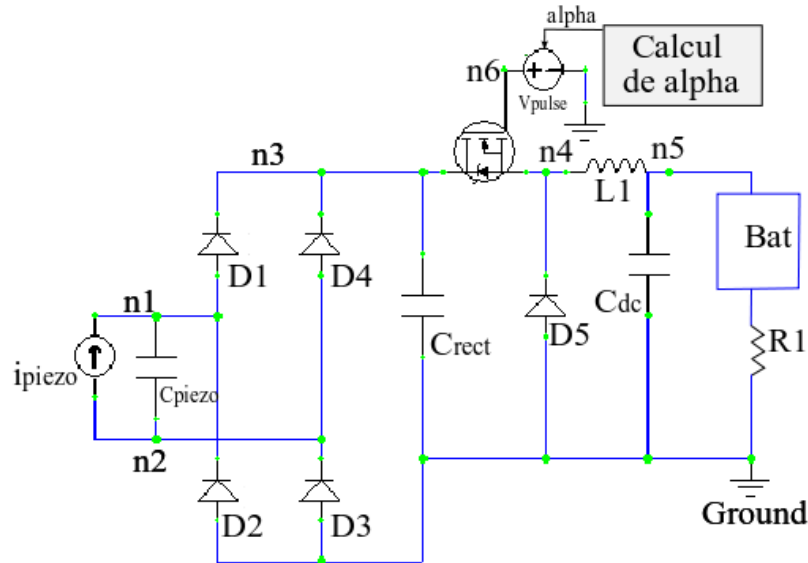 alpha
Calcul
de alpha
n6
Vpulse
n3
n4
n5
L1
Bat
D1
D4
n1
Crect
D5
Cdc
R1
ipiezo
Cpiezo
n2
D2
D3
Ground